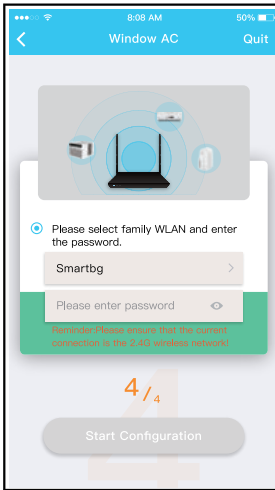 8:08 AM 50%
Window AC Quit
Please select family WLAN and enter
the password.
Smartbg
Please enter password
Reminder:Please ensure that the current
connection is the 2.4G wireless network!
4/4
4
Start Configuration